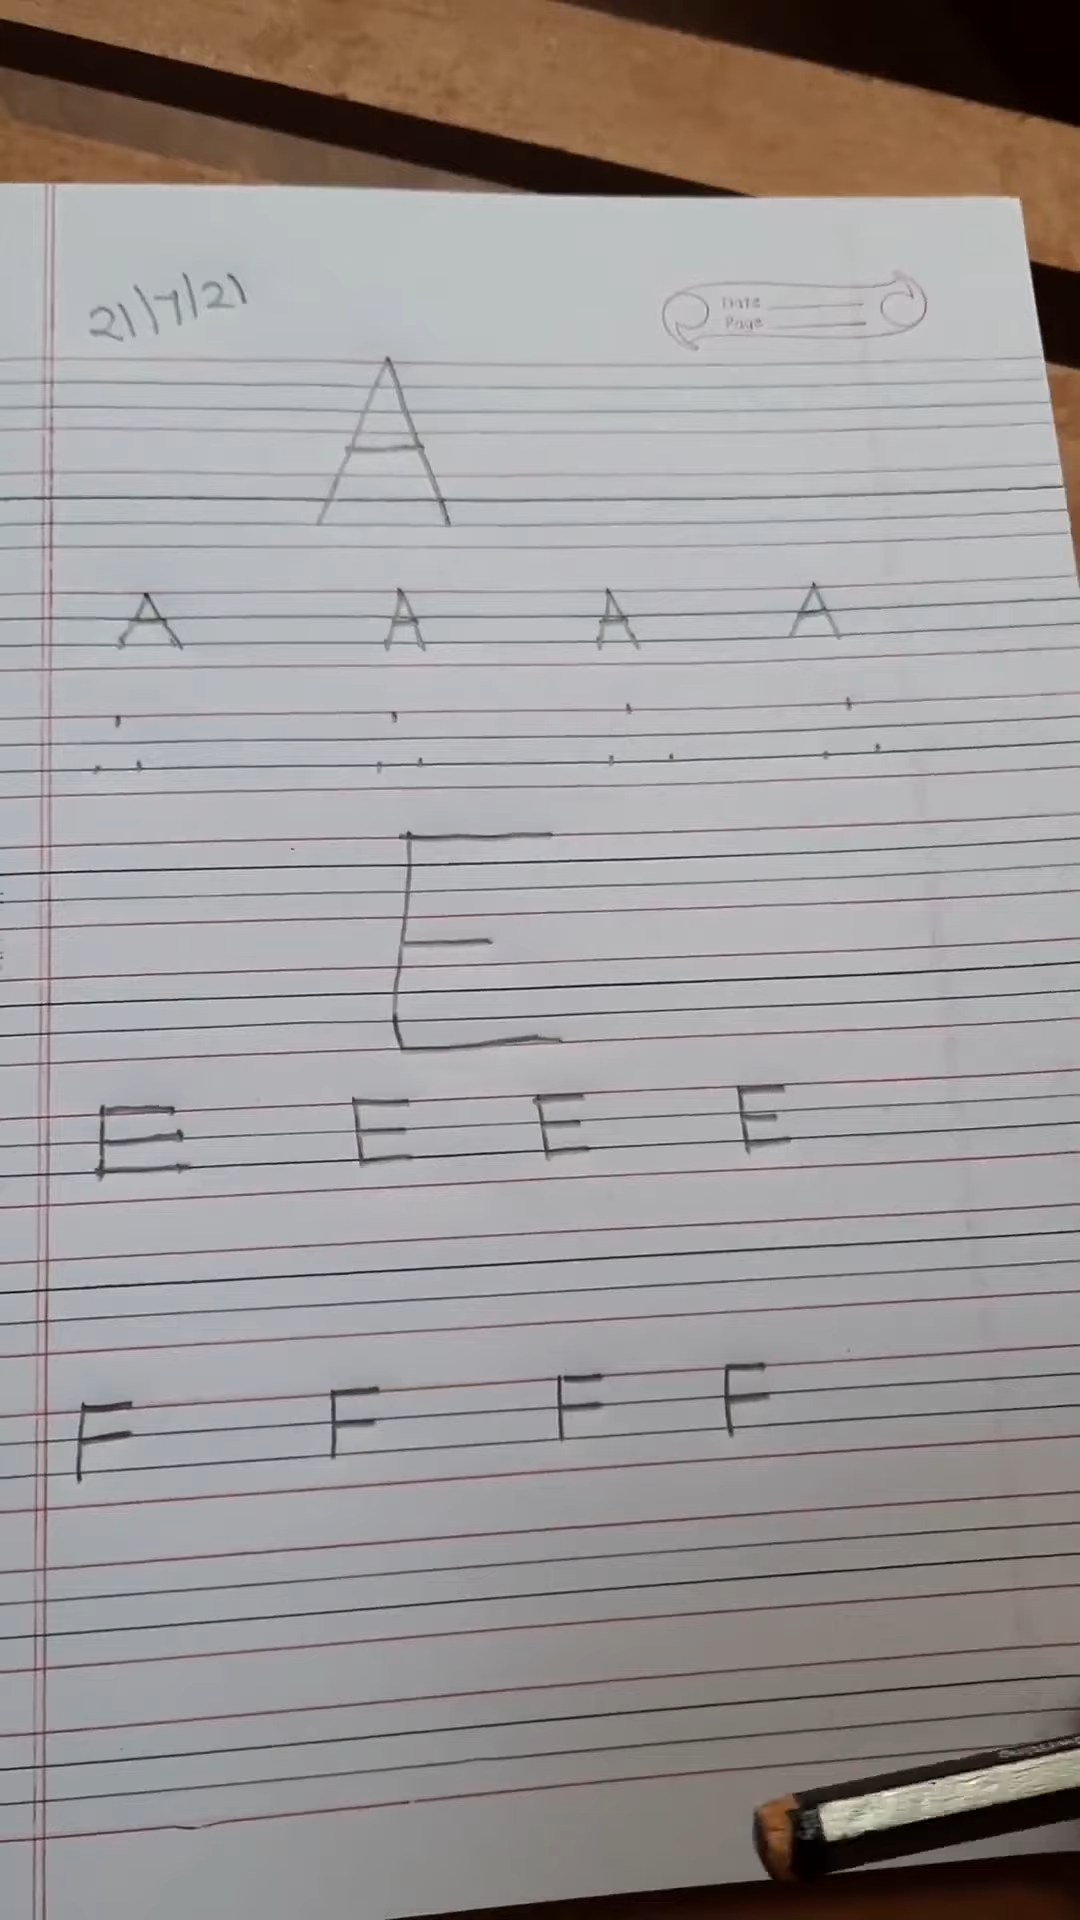 21/7/21
Date
Page
A
A A A A
E
E E E E
F F F F